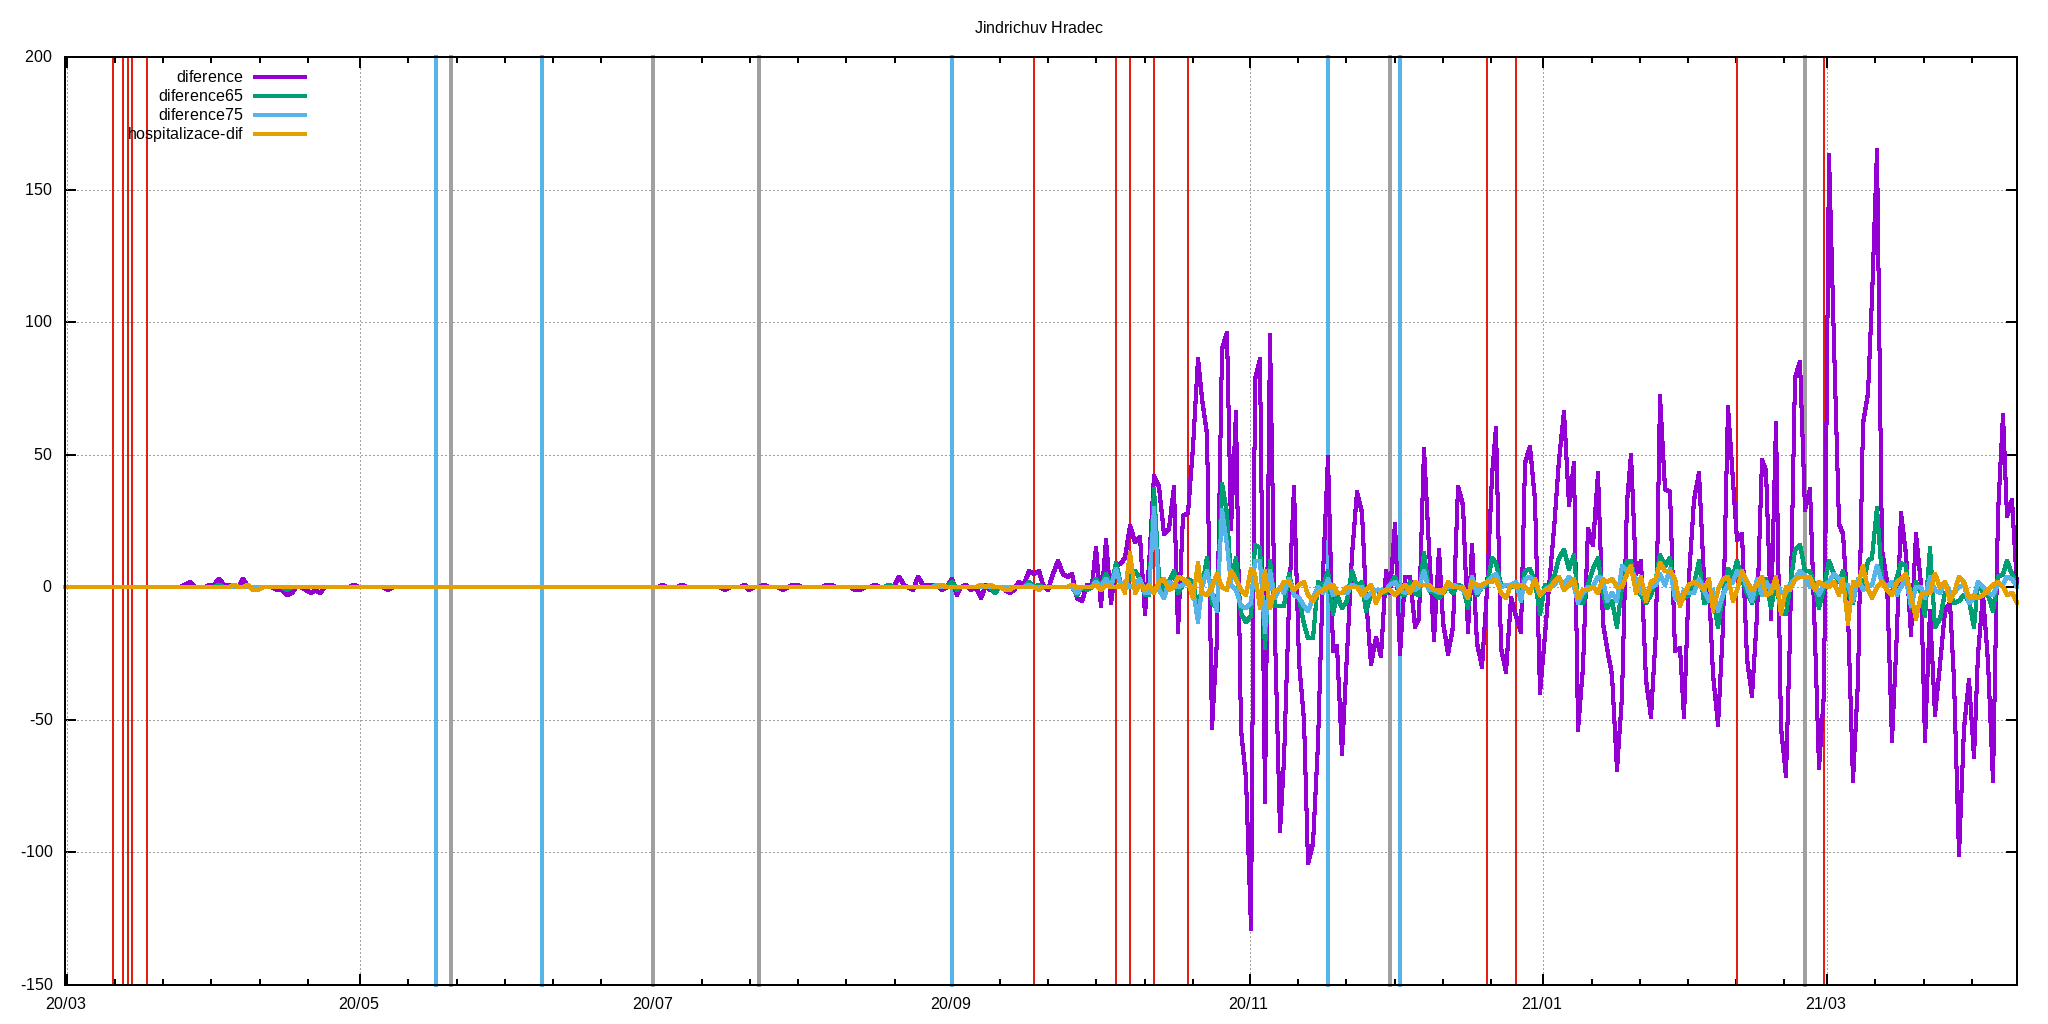 Jindrichuv Hradec
200
diference
diference65
diference75
hospitalizace-dif
150
100
50
0
-50
-100
-150
20/03 20/05 20/07 20/09 20/11 21/01 21/03